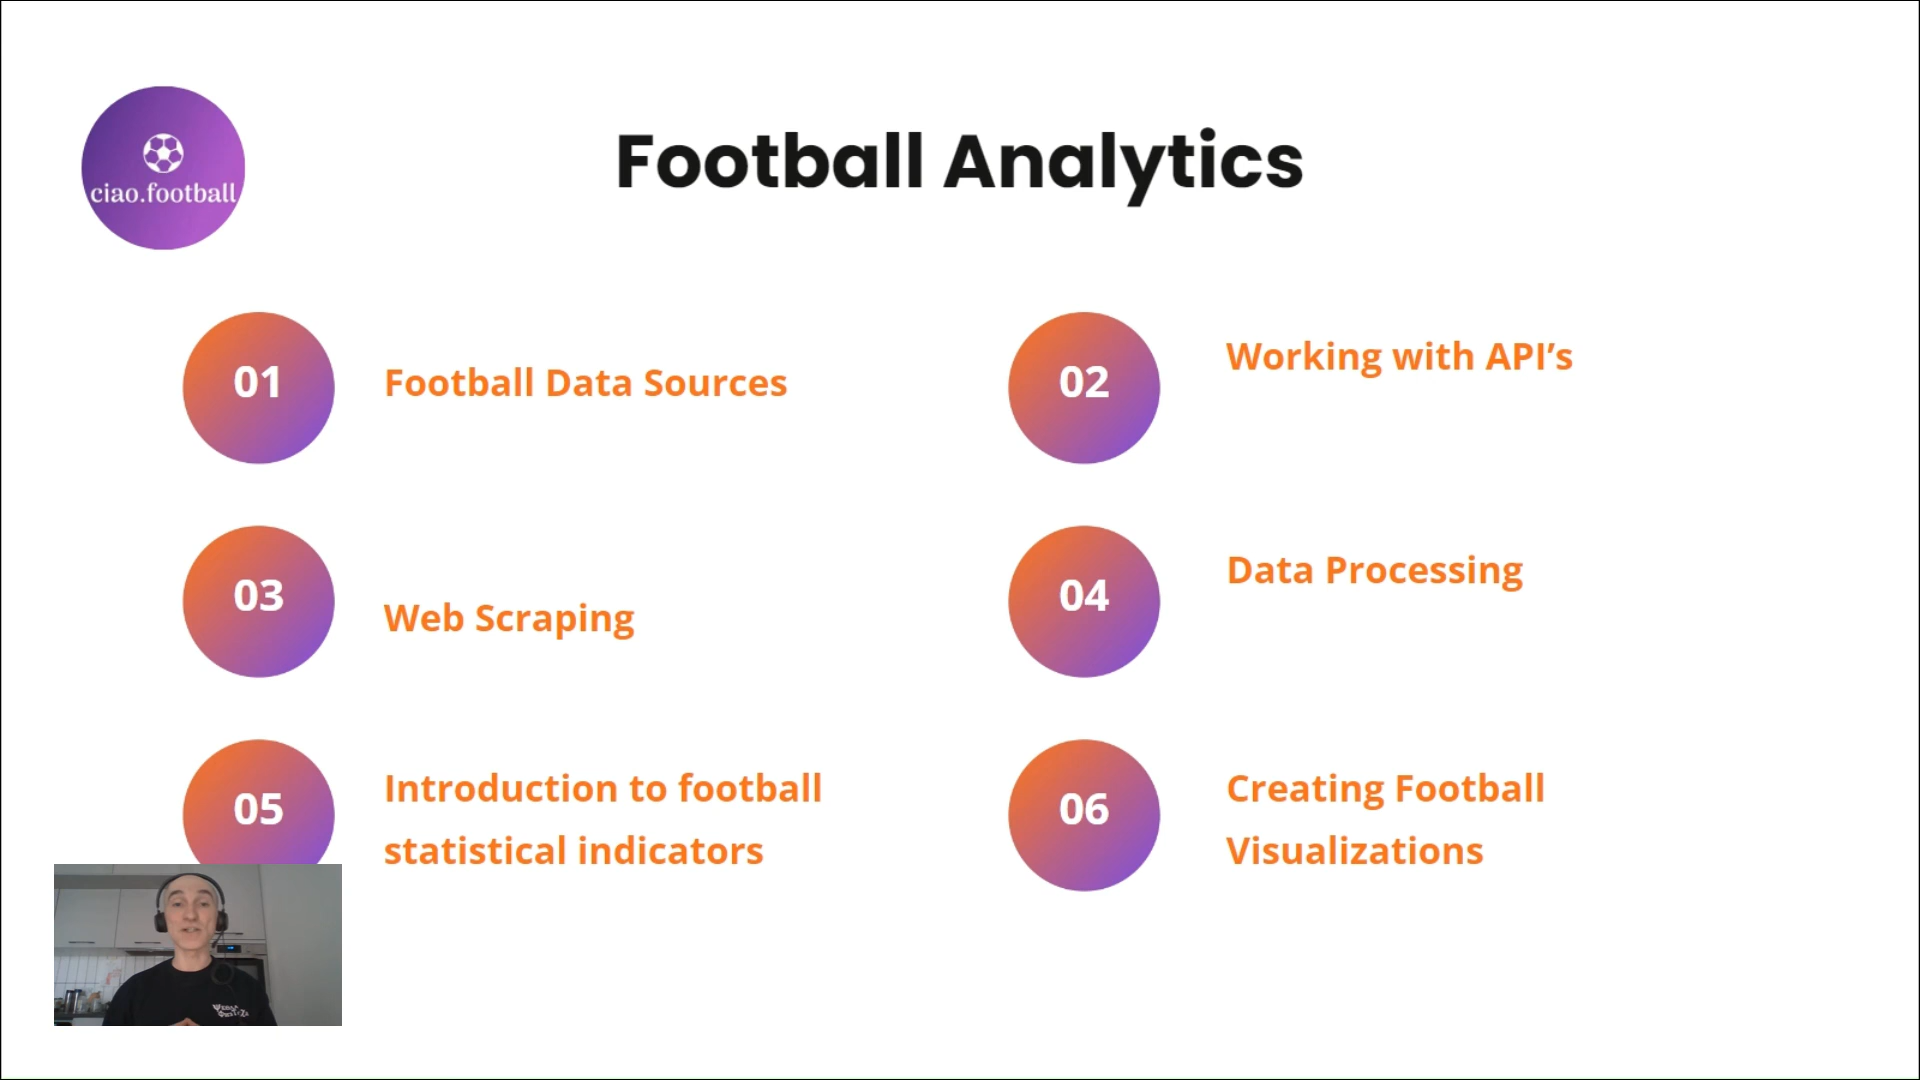 ciao.football
Football Analytics
01
Football Data Sources
02
Working with API’s
03
Web Scraping
04
Data Processing
05
Introduction to football
statistical indicators
06
Creating Football
Visualizations